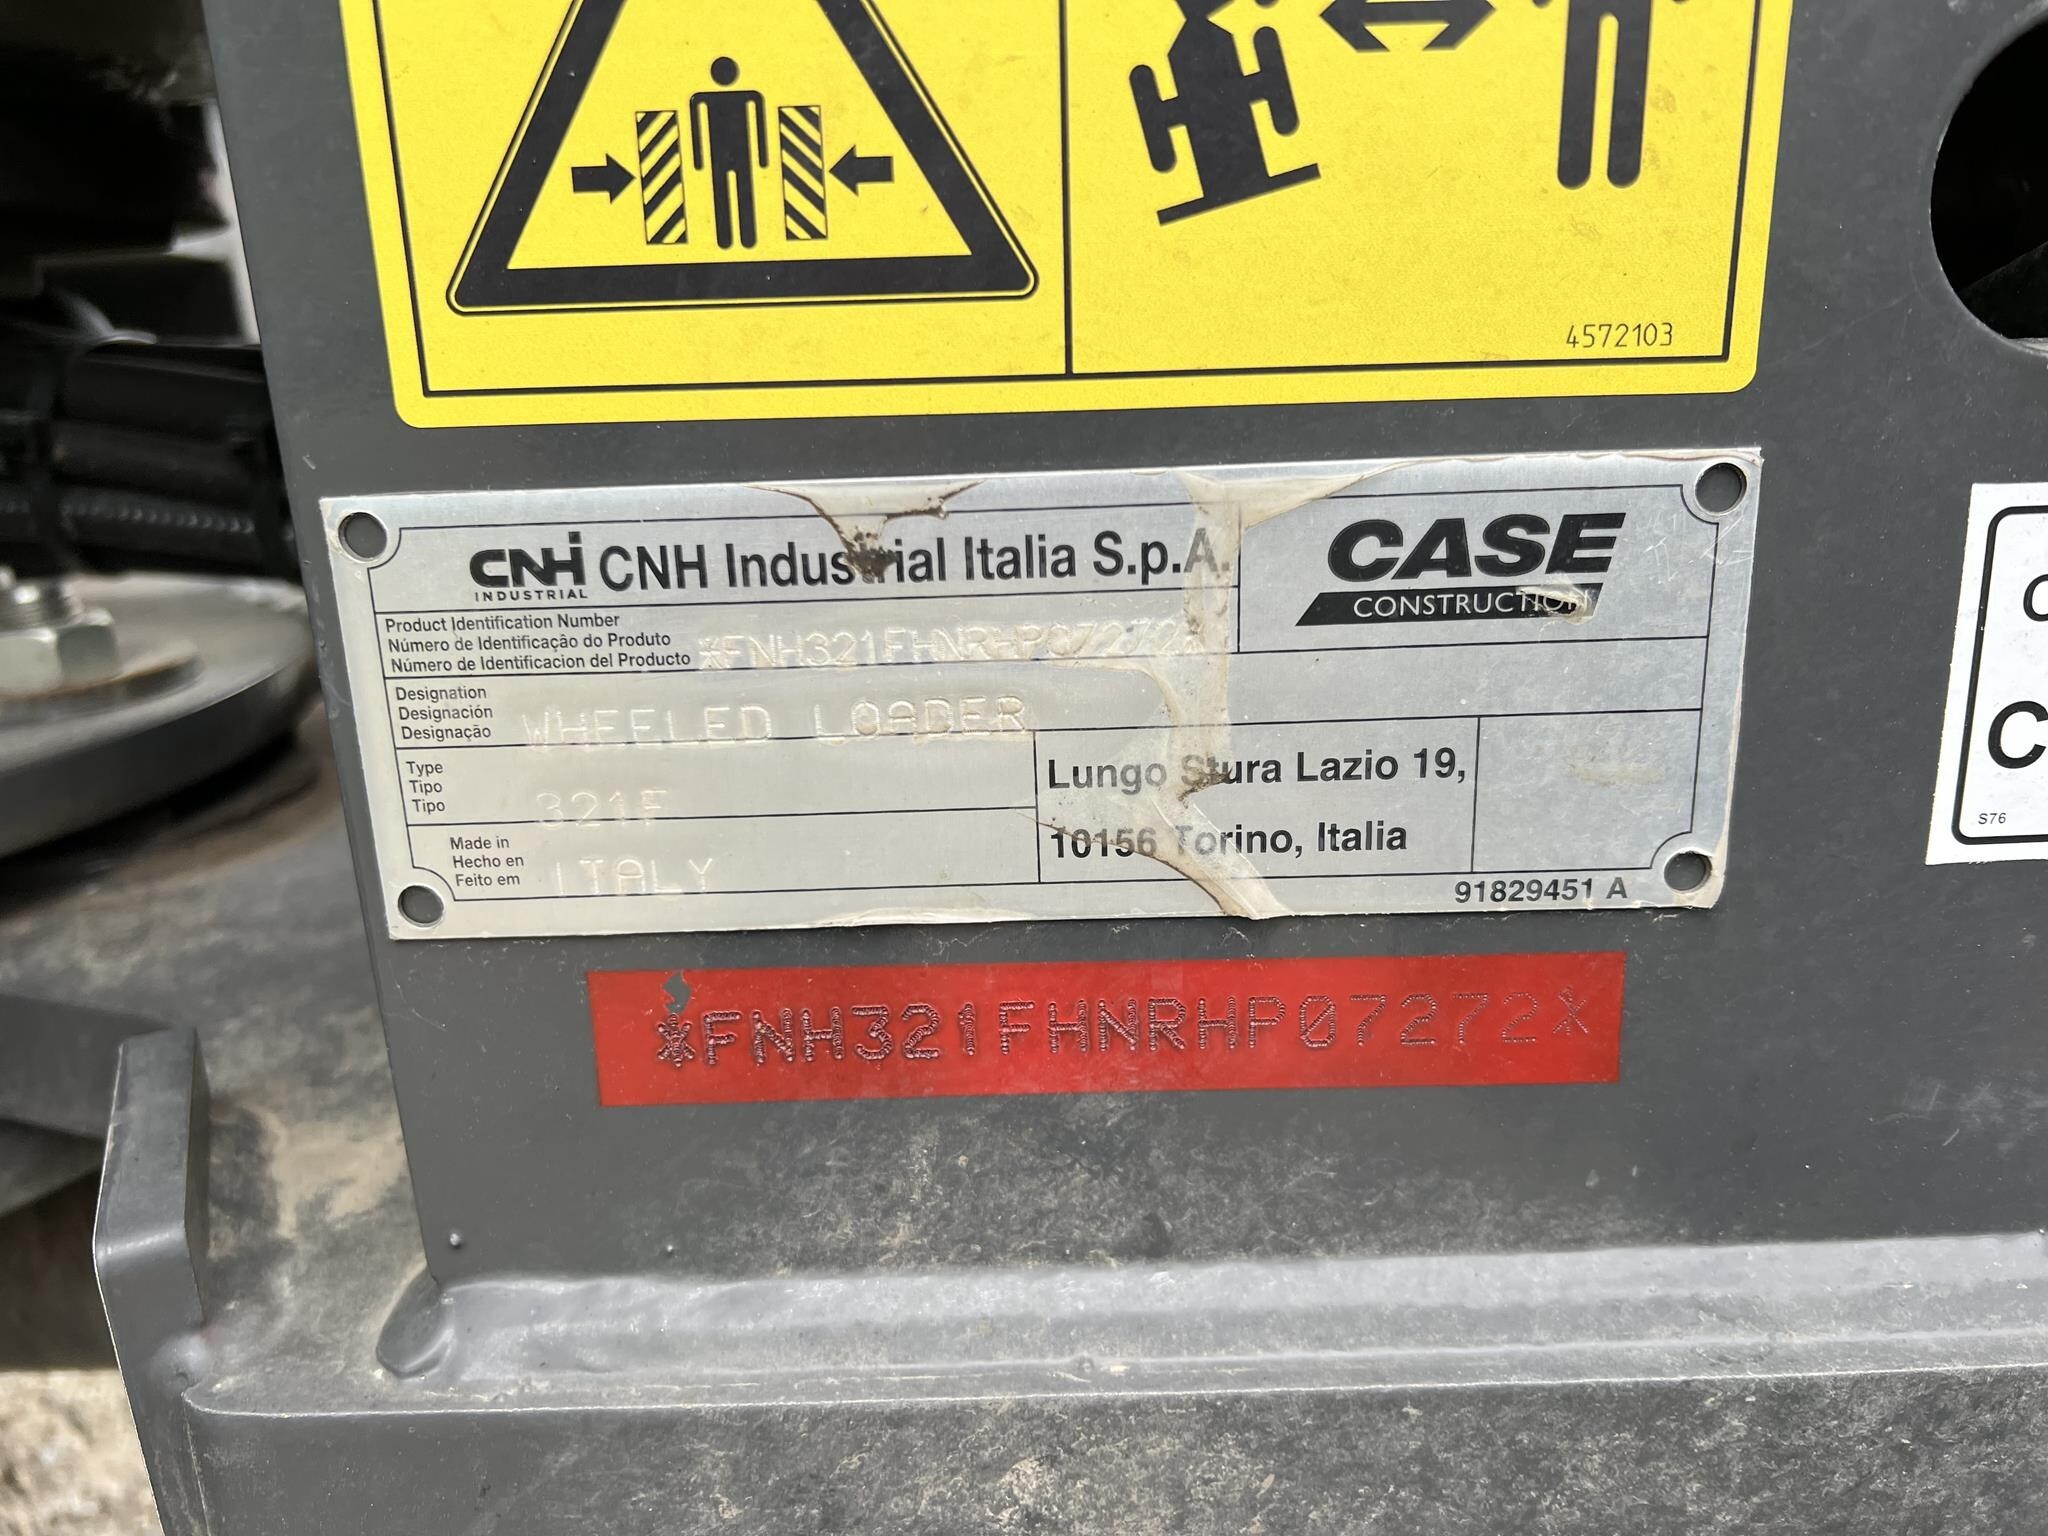 4572103
CNH INDUSTRIAL CNH Industrial Italia S.p.A.
CASE
CONSTRUCTION
Product Identification Number
Número de Identificação do Produto
Número de Identificacion del Producto
*FNH321FHNRHP07272*
Designation
Designación
Designação
WHEELED LOADER
Type
Tipo
Tipo
321F
Lungo Stura Lazio 19,
10156 Torino, Italia
Made in
Hecho en
Feito em
ITALY
91829451 A
*FNH321FHNRHP07272*
C
S76